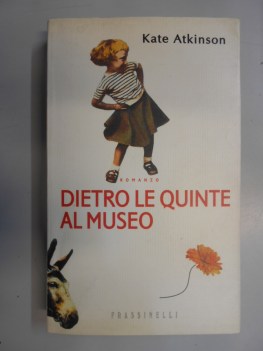 Kate Atkinson
ROMANZO
DIETRO LE QUINTE
AL MUSEO
FRASSINELLI